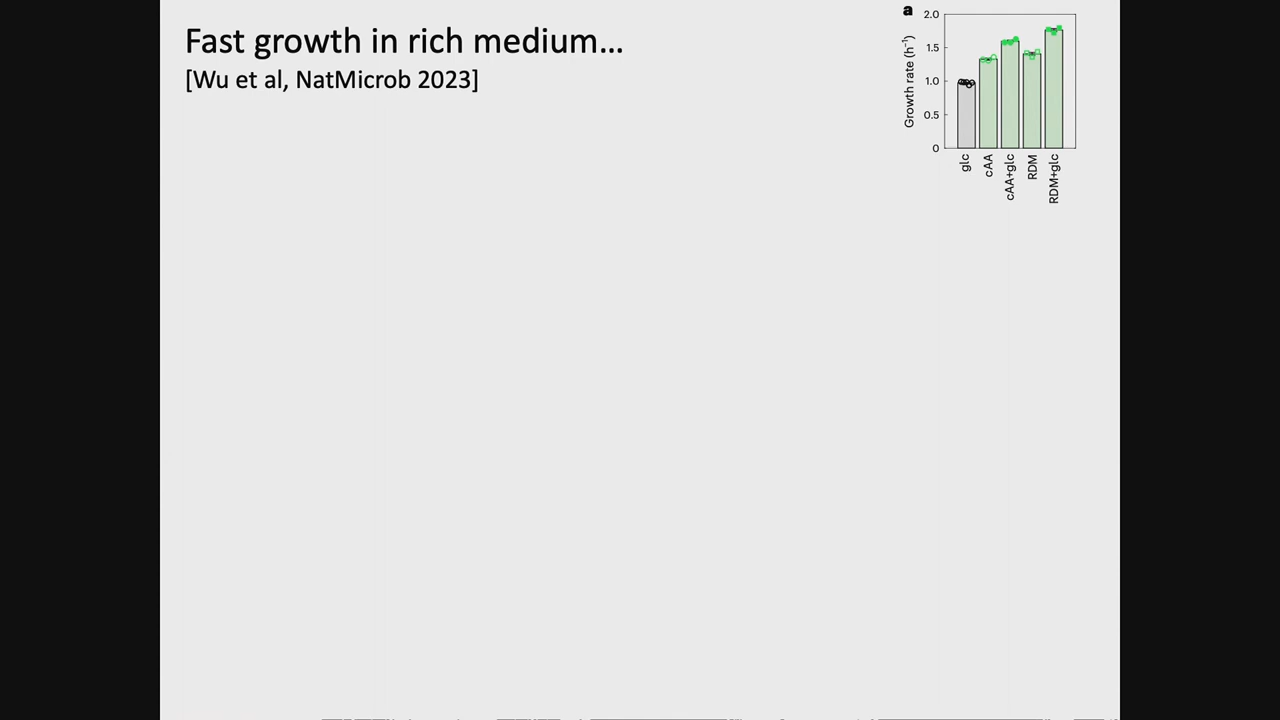 Fast growth in rich medium…
[Wu et al, NatMicrob 2023]
a
Growth rate (h⁻¹)
2.0
1.5
1.0
0.5
0
glc
cAA
cAA+glc
RDM
RDM+glc